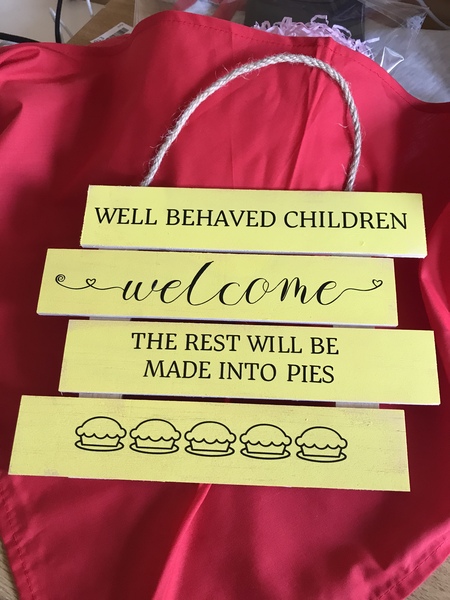 WELL BEHAVED CHILDREN
welcome
THE REST WILL BE
MADE INTO PIES